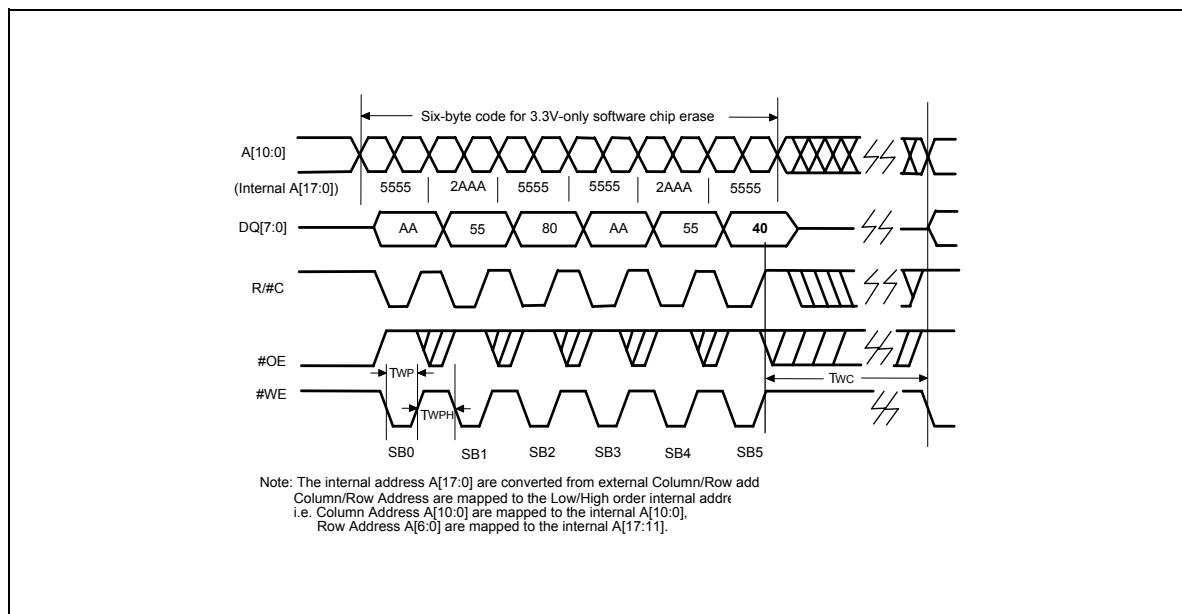 Six-byte code for 3.3V-only software chip erase
A[10:0]
(Internal A[17:0])
5555 2AAA 5555 5555 2AAA 5555
DQ[7:0]
AA 55 80 AA 55 40
R/#C
#OE
TWP
TWC
#WE
TWPH
SB0 SB1 SB2 SB3 SB4 SB5
Note: The internal address A[17:0] are converted from external Column/Row add
Column/Row Address are mapped to the Low/High order internal addre
i.e. Column Address A[10:0] are mapped to the internal A[10:0],
Row Address A[6:0] are mapped to the internal A[17:11].